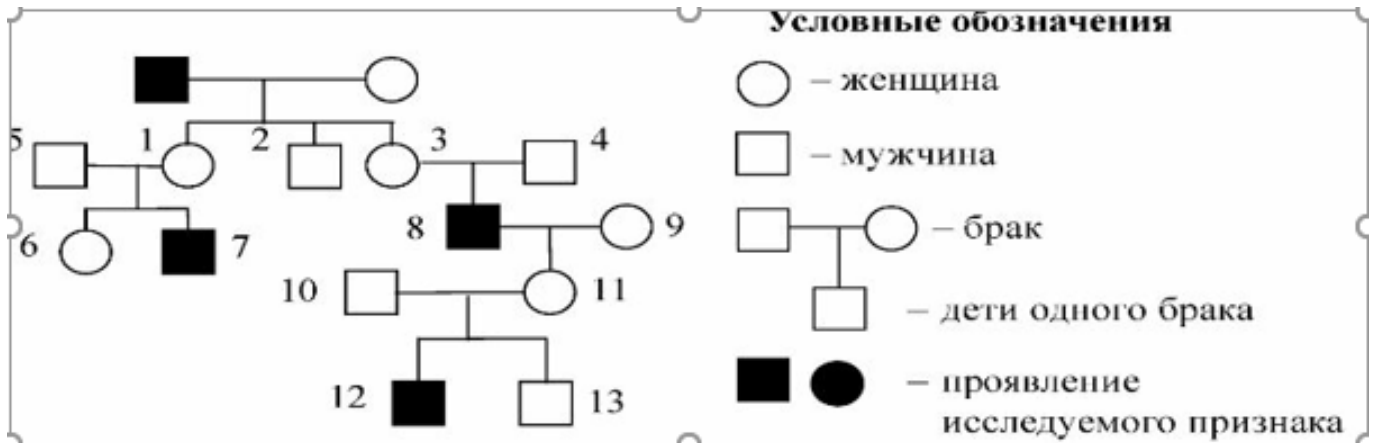 Условные обозначения
– женщина
5 1 2 3 4
– мужчина
8 9
– брак
6 7
10 11
– дети одного брака
12 13
– проявление
исследуемого признака